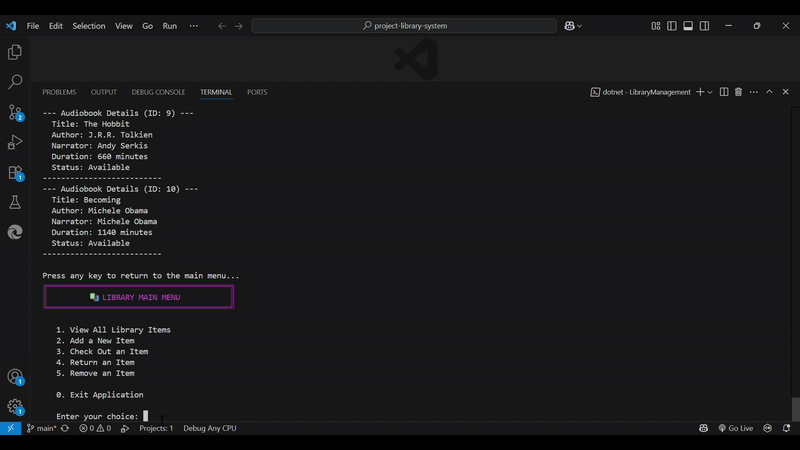 File Edit Selection View Go Run ···
project-library-system
PROBLEMS OUTPUT DEBUG CONSOLE TERMINAL PORTS
dotnet - LibraryManagement
--- Audiobook Details (ID: 9) ---
Title: The Hobbit
Author: J.R.R. Tolkien
Narrator: Andy Serkis
Duration: 660 minutes
Status: Available
--------------------------
--- Audiobook Details (ID: 10) ---
Title: Becoming
Author: Michele Obama
Narrator: Michele Obama
Duration: 1140 minutes
Status: Available
--------------------------
Press any key to return to the main menu...
LIBRARY MAIN MENU
1. View All Library Items
2. Add a New Item
3. Check Out an Item
4. Return an Item
5. Remove an Item
0. Exit Application
Enter your choice:
2
1
1
1
main* 0 0 Projects: 1 Debug Any CPU Go Live